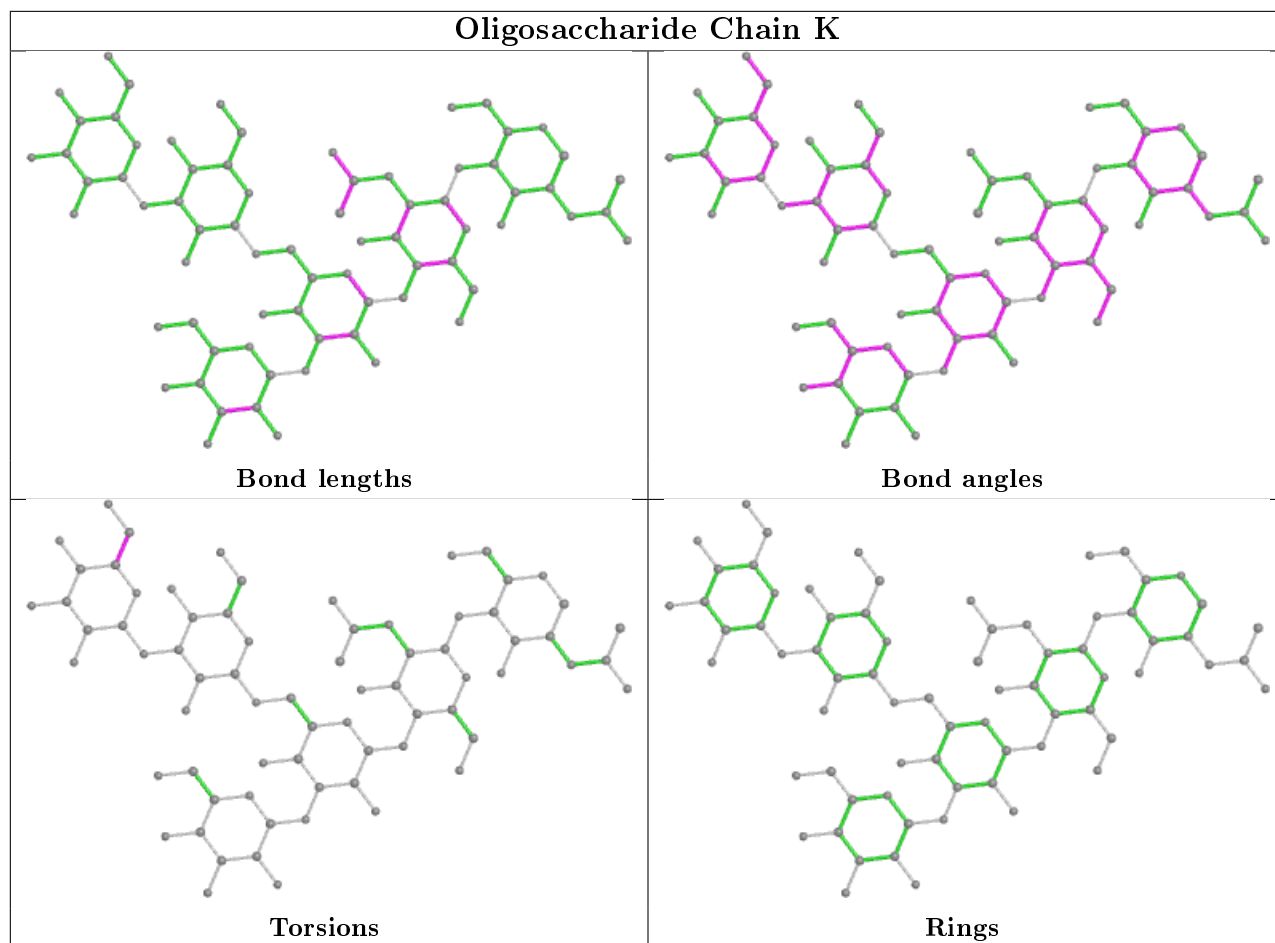 Oligosaccharide Chain K
Bond lengths
Bond angles
Torsions
Rings